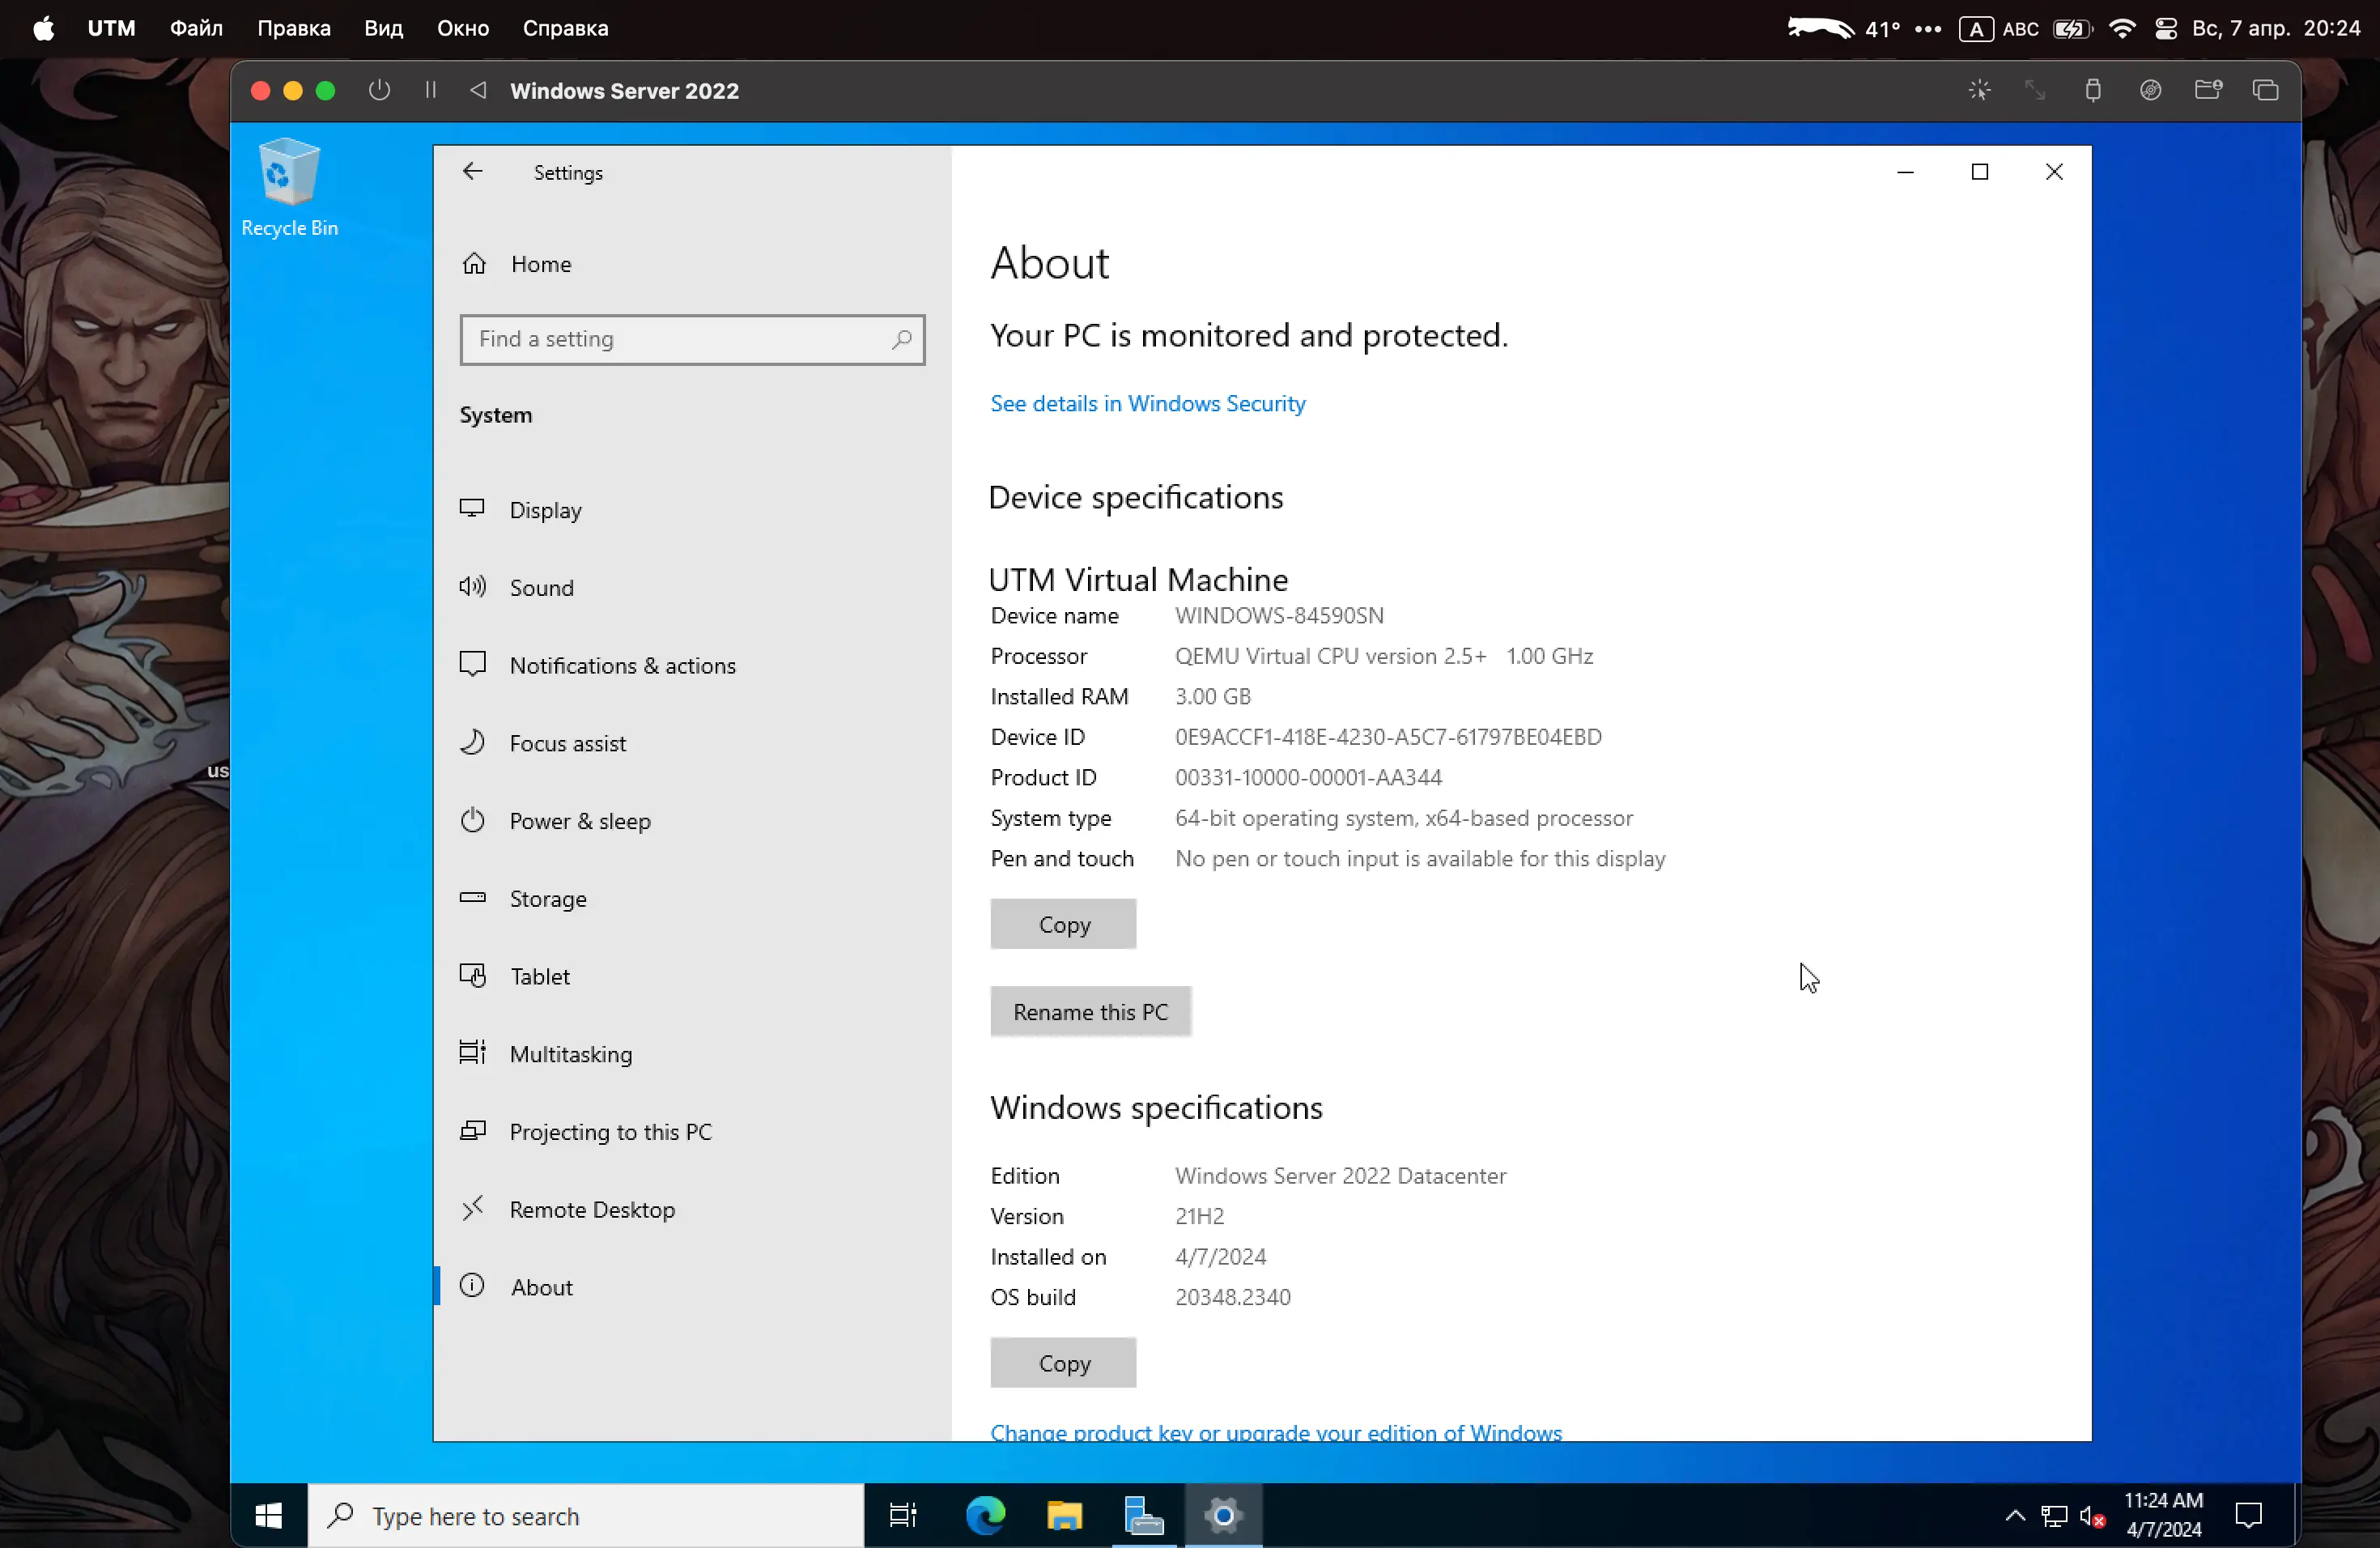 UTM Файл Правка Вид Окно Справка 41° A ABC Вс, 7 апр. 20:24
Windows Server 2022
Recycle Bin
us
Settings
Home
Find a setting
System
Display
Sound
Notifications & actions
Focus assist
Power & sleep
Storage
Tablet
Multitasking
Projecting to this PC
Remote Desktop
About
About
Your PC is monitored and protected.
See details in Windows Security
Device specifications
UTM Virtual Machine
Device name WINDOWS-84590SN
Processor QEMU Virtual CPU version 2.5+ 1.00 GHz
Installed RAM 3.00 GB
Device ID 0E9ACCF1-418E-4230-A5C7-61797BE04EBD
Product ID 00331-10000-00001-AA344
System type 64-bit operating system, x64-based processor
Pen and touch No pen or touch input is available for this display
Copy
Rename this PC
Windows specifications
Edition Windows Server 2022 Datacenter
Version 21H2
Installed on 4/7/2024
OS build 20348.2340
Copy
Change product key or upgrade your edition of Windows
Type here to search
11:24 AM
4/7/2024